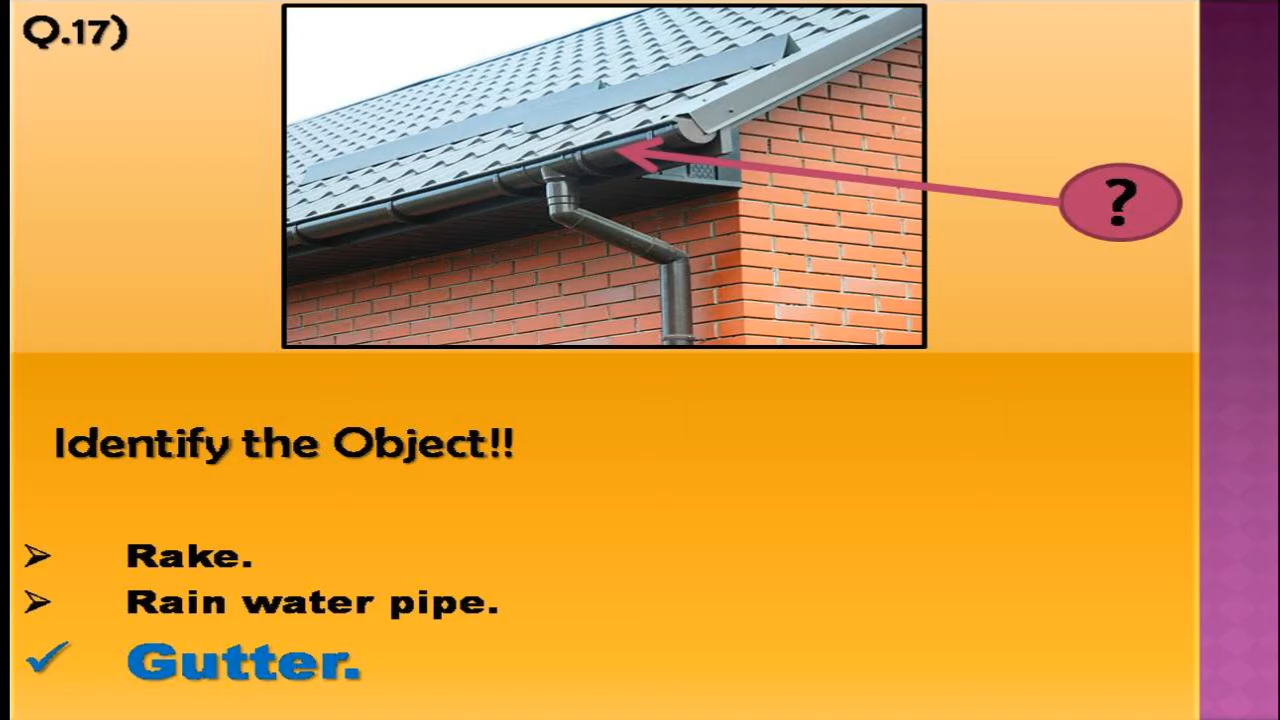 Q.17)
?
Identify the Object!!
Rake.
Rain water pipe.
Gutter.